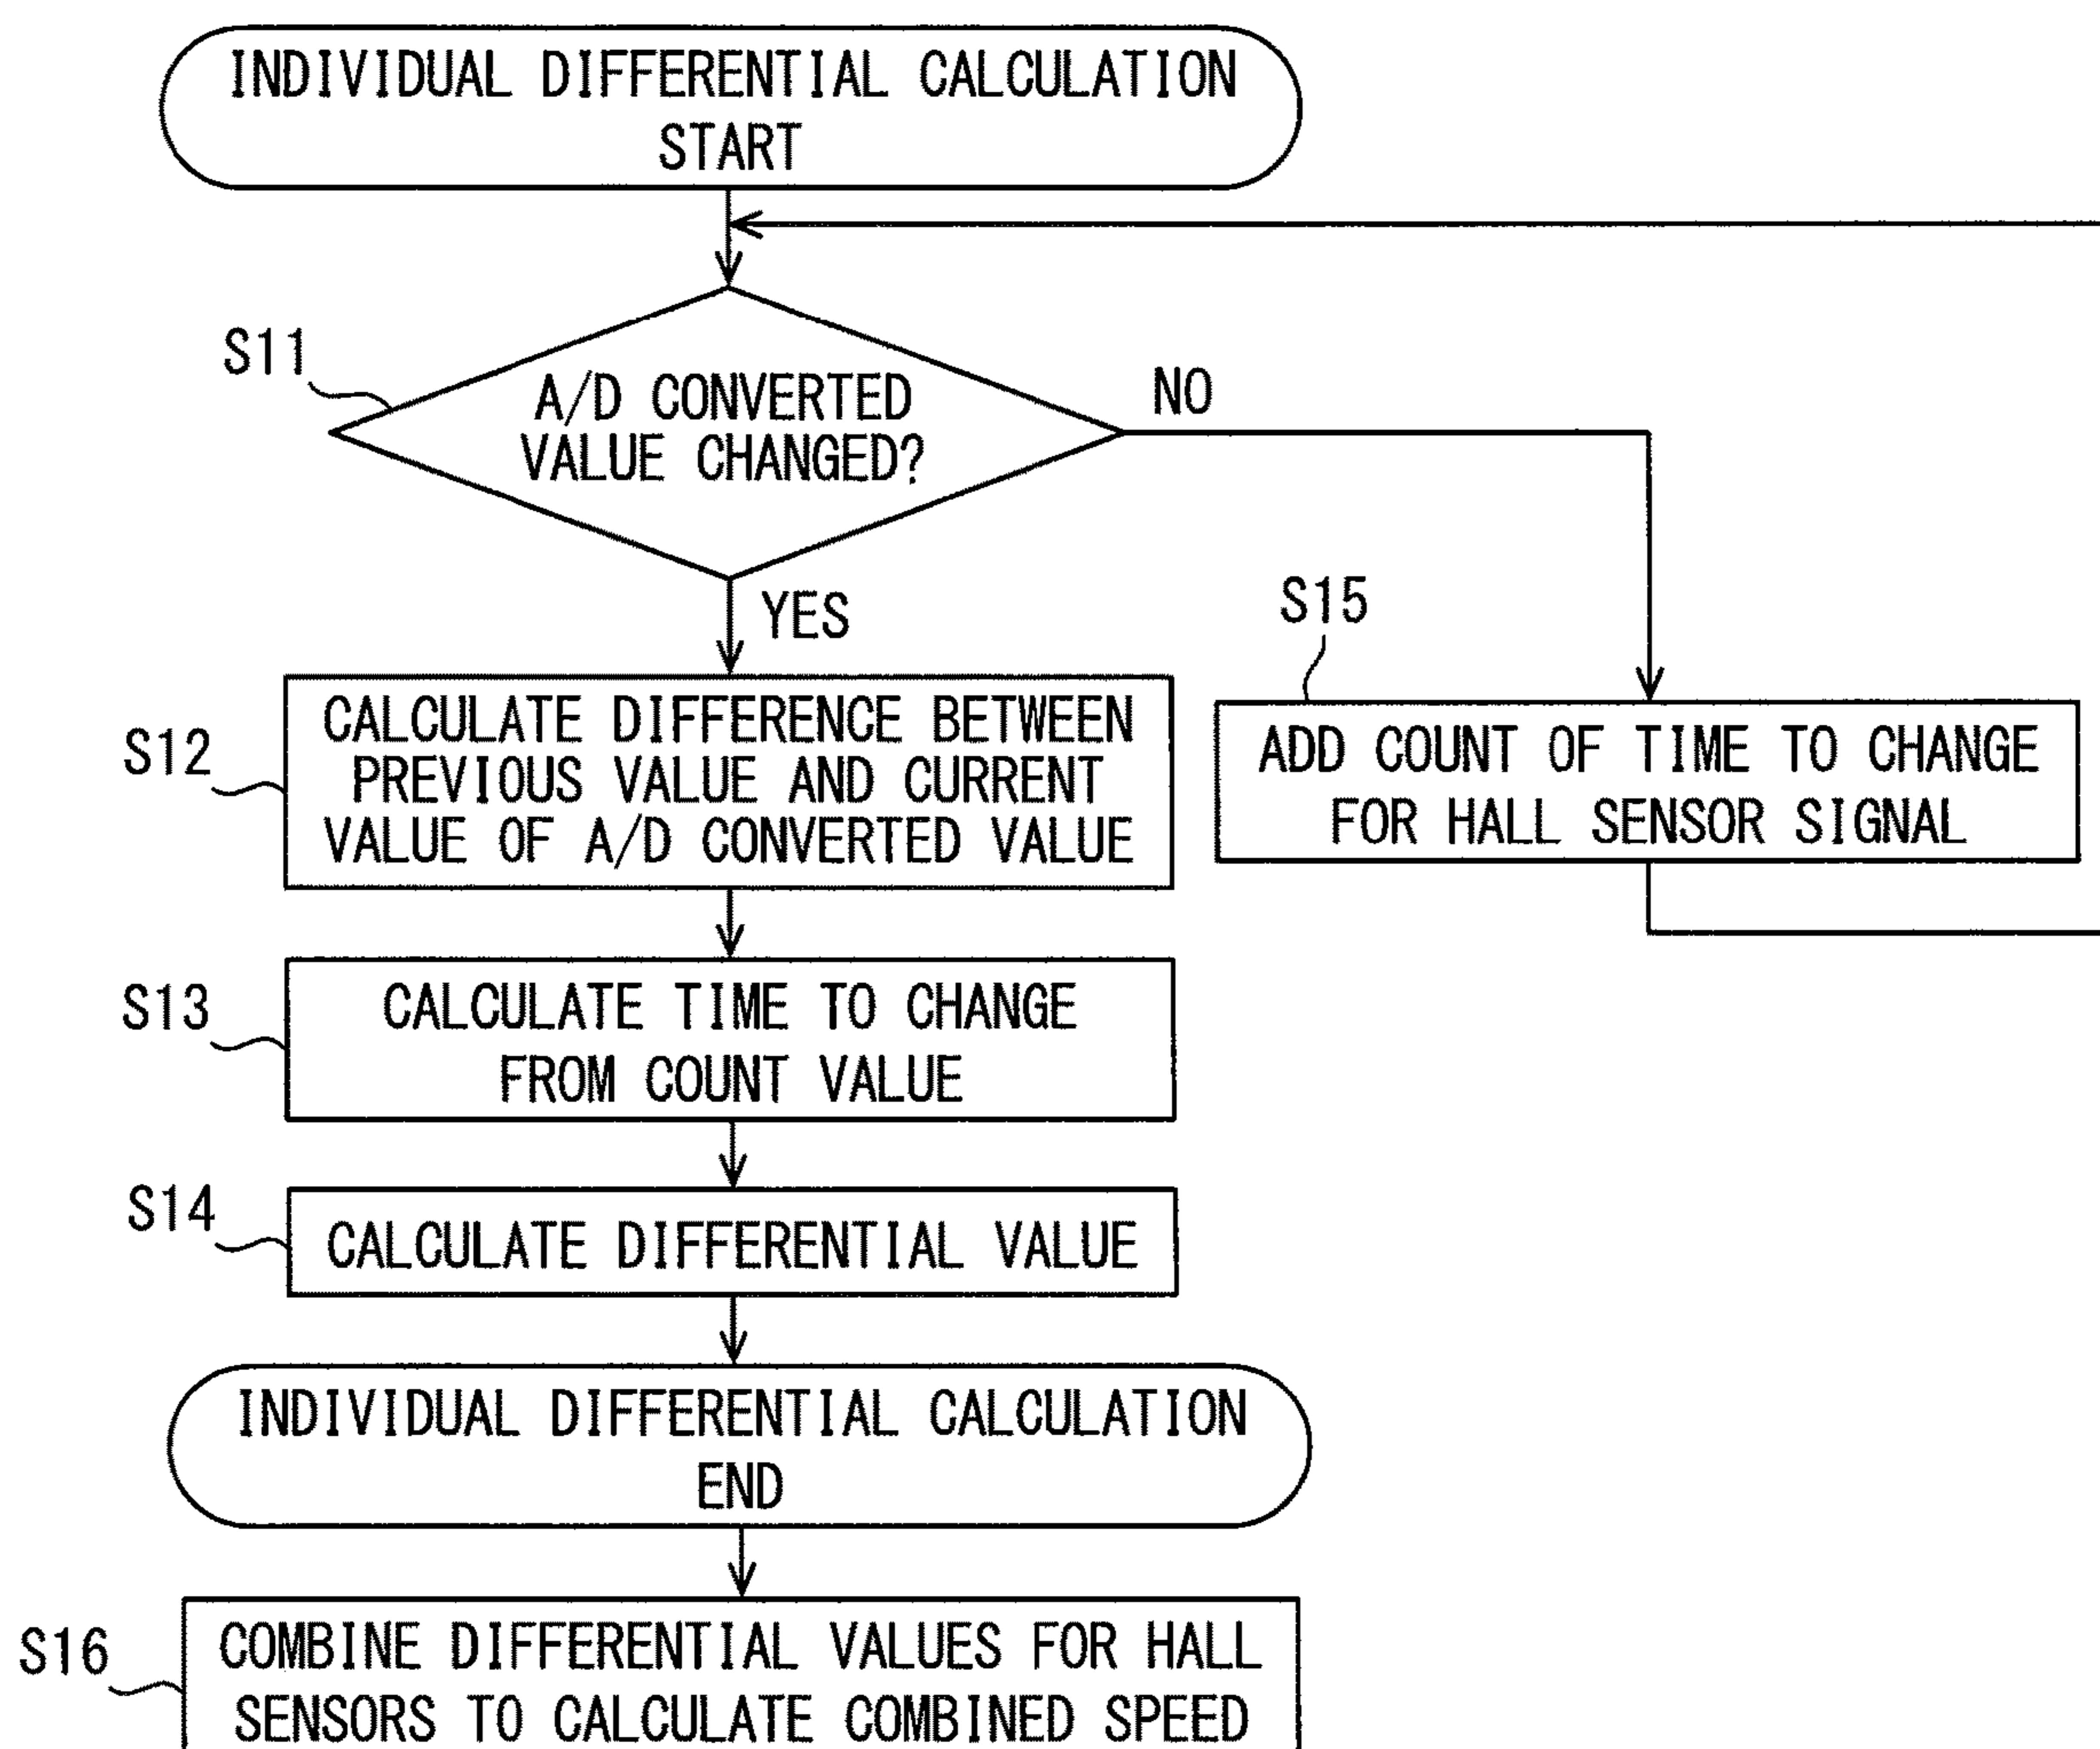 INDIVIDUAL DIFFERENTIAL CALCULATION
START
S11
A/D CONVERTED
VALUE CHANGED?
NO
YES
S12
CALCULATE DIFFERENCE BETWEEN
PREVIOUS VALUE AND CURRENT
VALUE OF A/D CONVERTED VALUE
S15
ADD COUNT OF TIME TO CHANGE
FOR HALL SENSOR SIGNAL
S13
CALCULATE TIME TO CHANGE
FROM COUNT VALUE
S14
CALCULATE DIFFERENTIAL VALUE
INDIVIDUAL DIFFERENTIAL CALCULATION
END
S16
COMBINE DIFFERENTIAL VALUES FOR HALL
SENSORS TO CALCULATE COMBINED SPEED